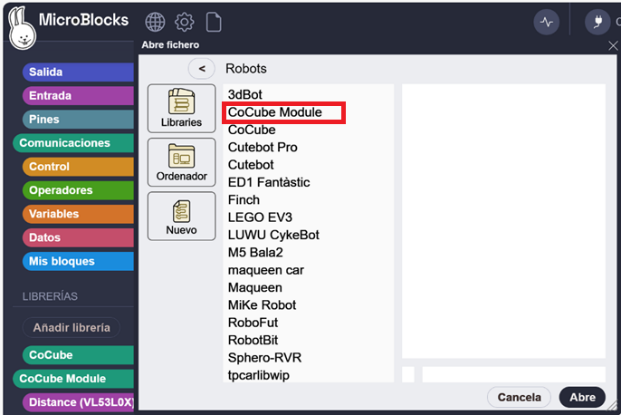 MicroBlocks
Abre fichero
Salida
Entrada
Pines
Comunicaciones
Control
Operadores
Variables
Datos
Mis bloques
LIBRERÍAS
Añadir librería
CoCube
CoCube Module
Distance (VL53L0X)
<
Robots
Libraries
Ordenador
Nuevo
3dBot
CoCube Module
CoCube
Cutebot Pro
Cutebot
ED1 Fantàstic
Finch
LEGO EV3
LUWU CykeBot
M5 Bala2
maqueen car
Maqueen
MiKe Robot
RoboFut
RobotBit
Sphero-RVR
tpcarlibwip
Cancela
Abre